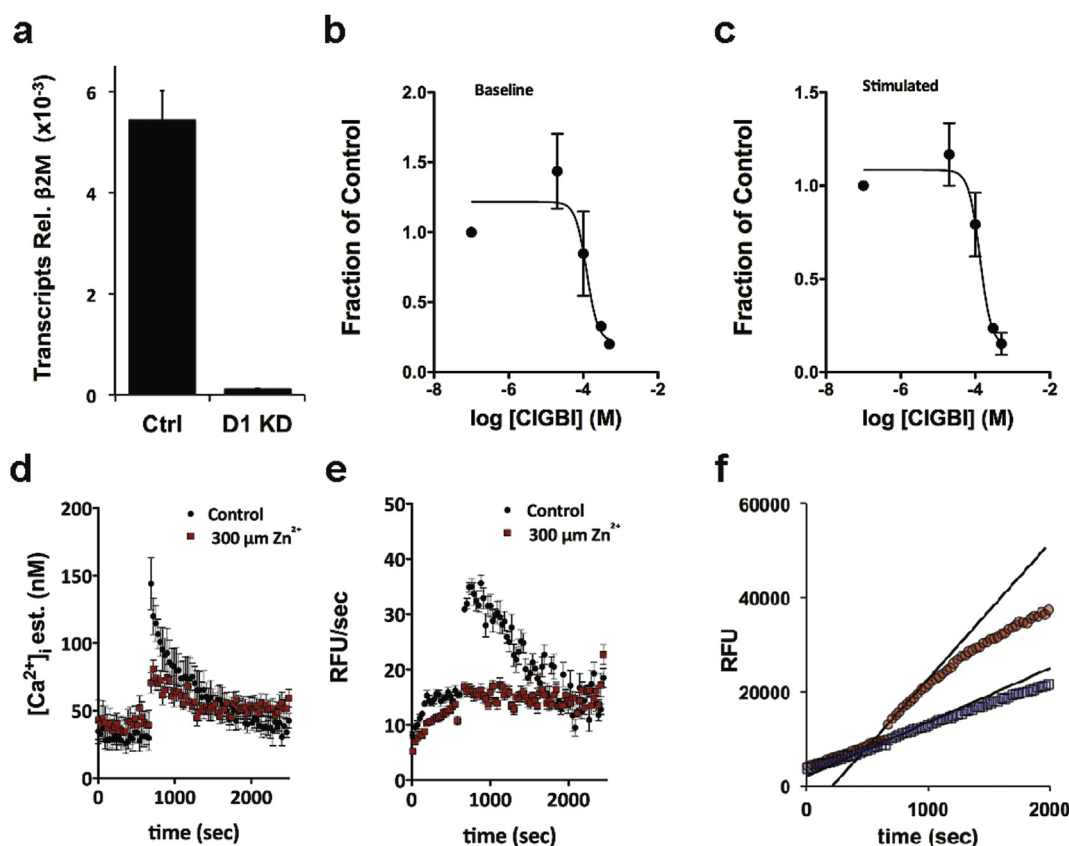 a
Transcripts Rel. β2M (x10⁻³)
6
4
2
0
Ctrl D1 KD
b
Baseline
Fraction of Control
2.0
1.5
1.0
0.5
0.0
-8 -6 -4 -2
log [ClGBI] (M)
c
Stimulated
Fraction of Control
1.5
1.0
0.5
0.0
-8 -6 -4 -2
log [ClGBI] (M)
d
[Ca²⁺]ᵢ est. (nM)
200
150
100
50
0
Control
300 µm Zn²⁺
0 1000 2000
time (sec)
e
RFU/sec
50
40
30
20
10
0
Control
300 µm Zn²⁺
0 1000 2000
time (sec)
f
RFU
60000
40000
20000
0
0 1000 2000
time (sec)